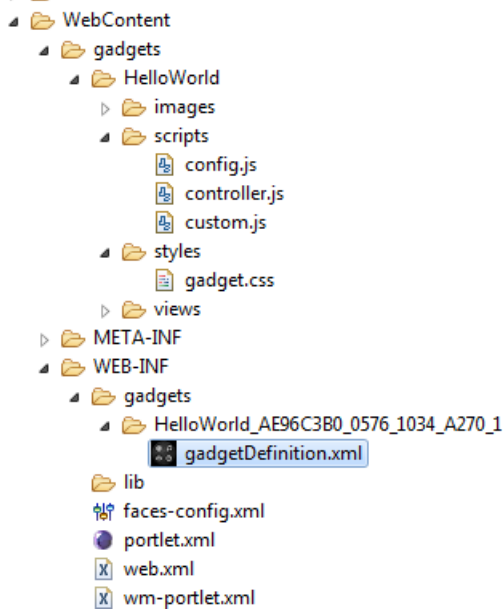 WebContent
gadgets
HelloWorld
images
scripts
config.js
controller.js
custom.js
styles
gadget.css
views
META-INF
WEB-INF
gadgets
HelloWorld_AE96C3B0_0576_1034_A270_1
gadgetDefinition.xml
lib
faces-config.xml
portlet.xml
web.xml
wm-portlet.xml